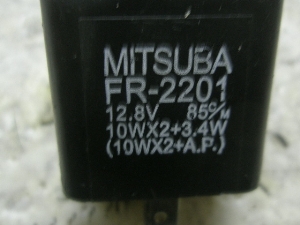 MITSUBA
FR-2201
12.8V 85c/m
10WX2+3.4W
(10WX2+A.P.)